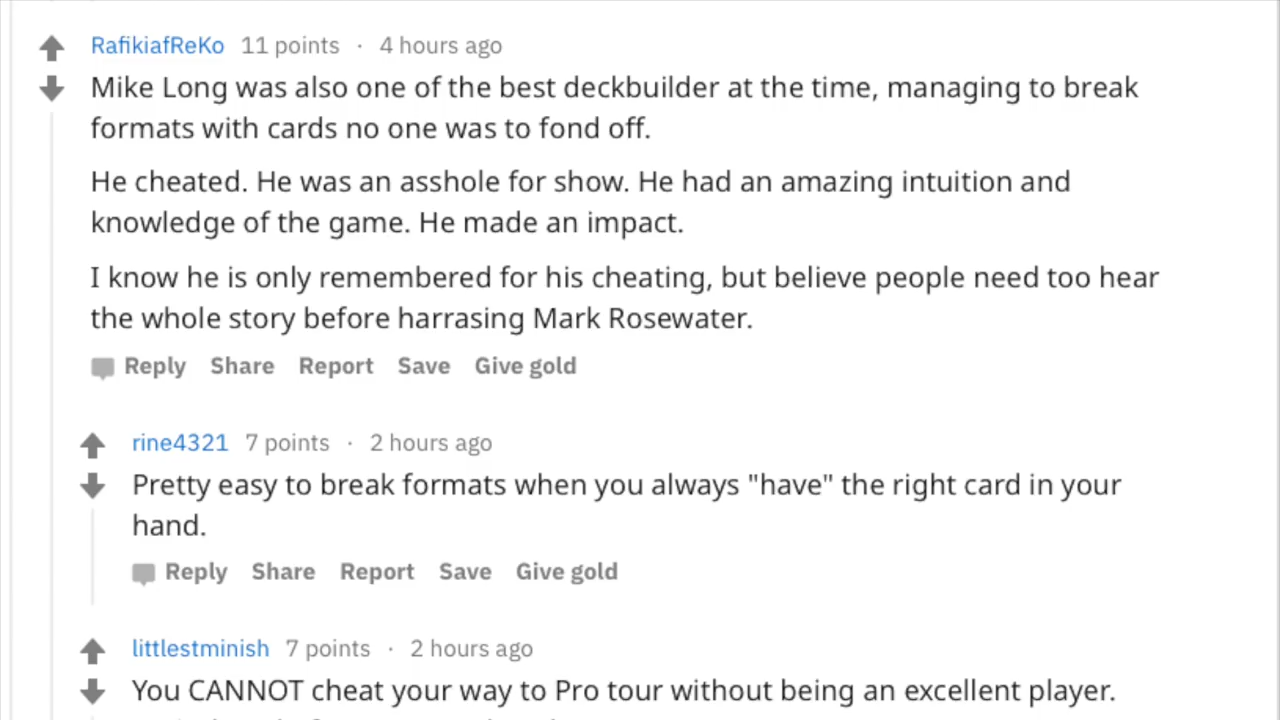 RafikiafReKo 11 points · 4 hours ago
Mike Long was also one of the best deckbuilder at the time, managing to break
formats with cards no one was to fond off.
He cheated. He was an asshole for show. He had an amazing intuition and
knowledge of the game. He made an impact.
I know he is only remembered for his cheating, but believe people need too hear
the whole story before harrasing Mark Rosewater.
Reply Share Report Save Give gold
rine4321 7 points · 2 hours ago
Pretty easy to break formats when you always "have" the right card in your
hand.
Reply Share Report Save Give gold
littlestminish 7 points · 2 hours ago
You CANNOT cheat your way to Pro tour without being an excellent player.